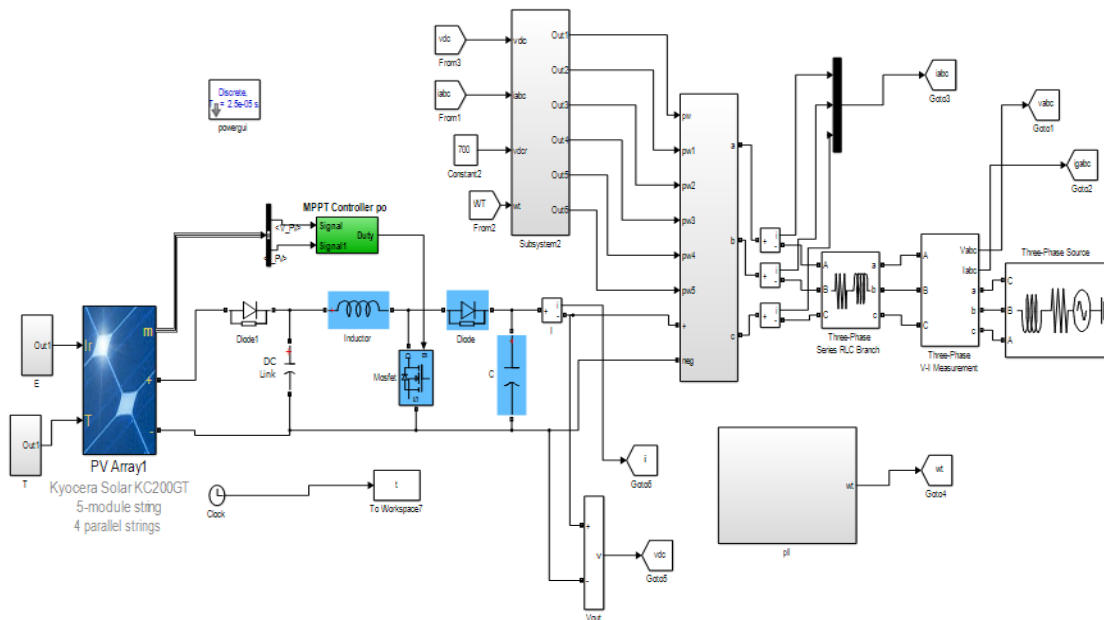 Discrete,
= 2.5e-05 s
powergui
vdc
From3
iabc
From1
700
Constant2
WT
From2
vdc
iabc
vdcr
wt
Out1
Out2
Out3
Out4
Out5
Out6
Subsystem2
pw
pw1
pw2
pw3
pw4
pw5
+
neg
a
b
c
i
+
-
i
+
-
i
+
-
iabc
Goto3
vabc
Goto1
igabc
Goto2
A
B
C
a
b
c
Three-Phase
Series RLC Branch
A
B
C
Vabc
Iabc
a
b
c
Three-Phase
V-I Measurement
Three-Phase Source
C
B
A
MPPT Controller po
Signal
Signal1
Duty
Out1
E
Out1
T
Ir
T
m
+
-
PV Array1
Kyocera Solar KC200GT
5-module string
4 parallel strings
Diode1
+
DC
Link
+
Inductor
g
D
S
Mosfet
Diode
+
C
+
i
-
I
i
Goto6
Clock
t
To Workspace7
+
-
v
Vout
vdc
Goto5
wt
pll
wt
Goto4